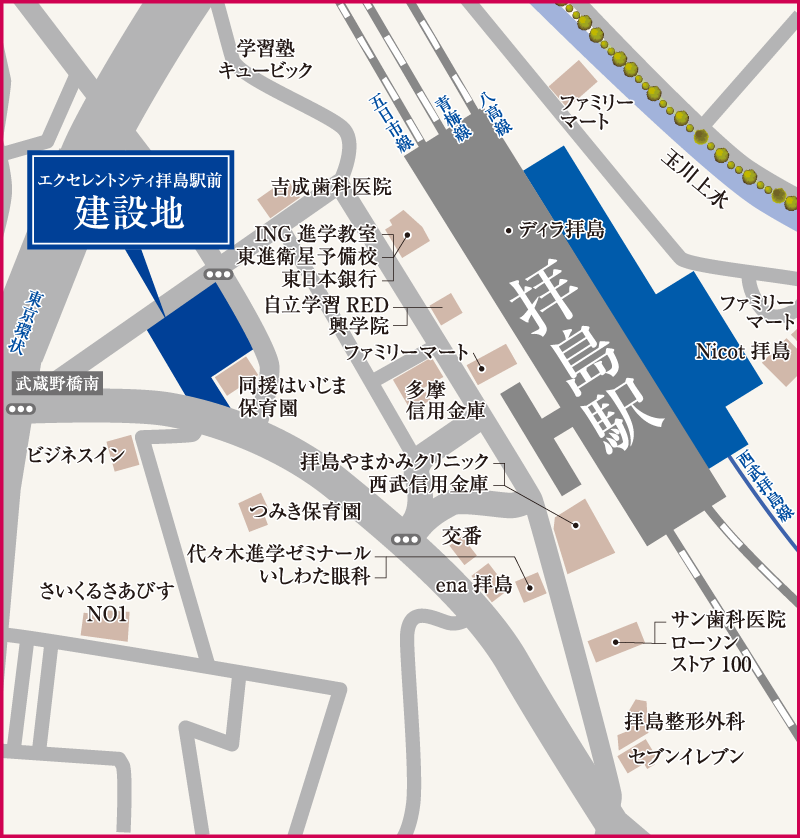 学習塾
キュービック
五日市線
青梅線
八高線
ファミリー
マート
玉川上水
エクセレントシティ拝島駅前
建設地
吉成歯科医院
ING 進学教室
東進衛星予備校
東日本銀行
ディラ拝島
自立学習 RED
興学院
拝島駅
東京環状
ファミリー
マート
Nicot 拝島
ファミリーマート
武蔵野橋南
同援はいじま
保育園
多摩
信用金庫
ビジネスイン
拝島やまかみクリニック
西武信用金庫
西武拝島線
つみき保育園
交番
代々木進学ゼミナール
いしわた眼科
ena 拝島
さいくるさあびす
NO1
サン歯科医院
ローソン
ストア 100
拝島整形外科
セブンイレブン